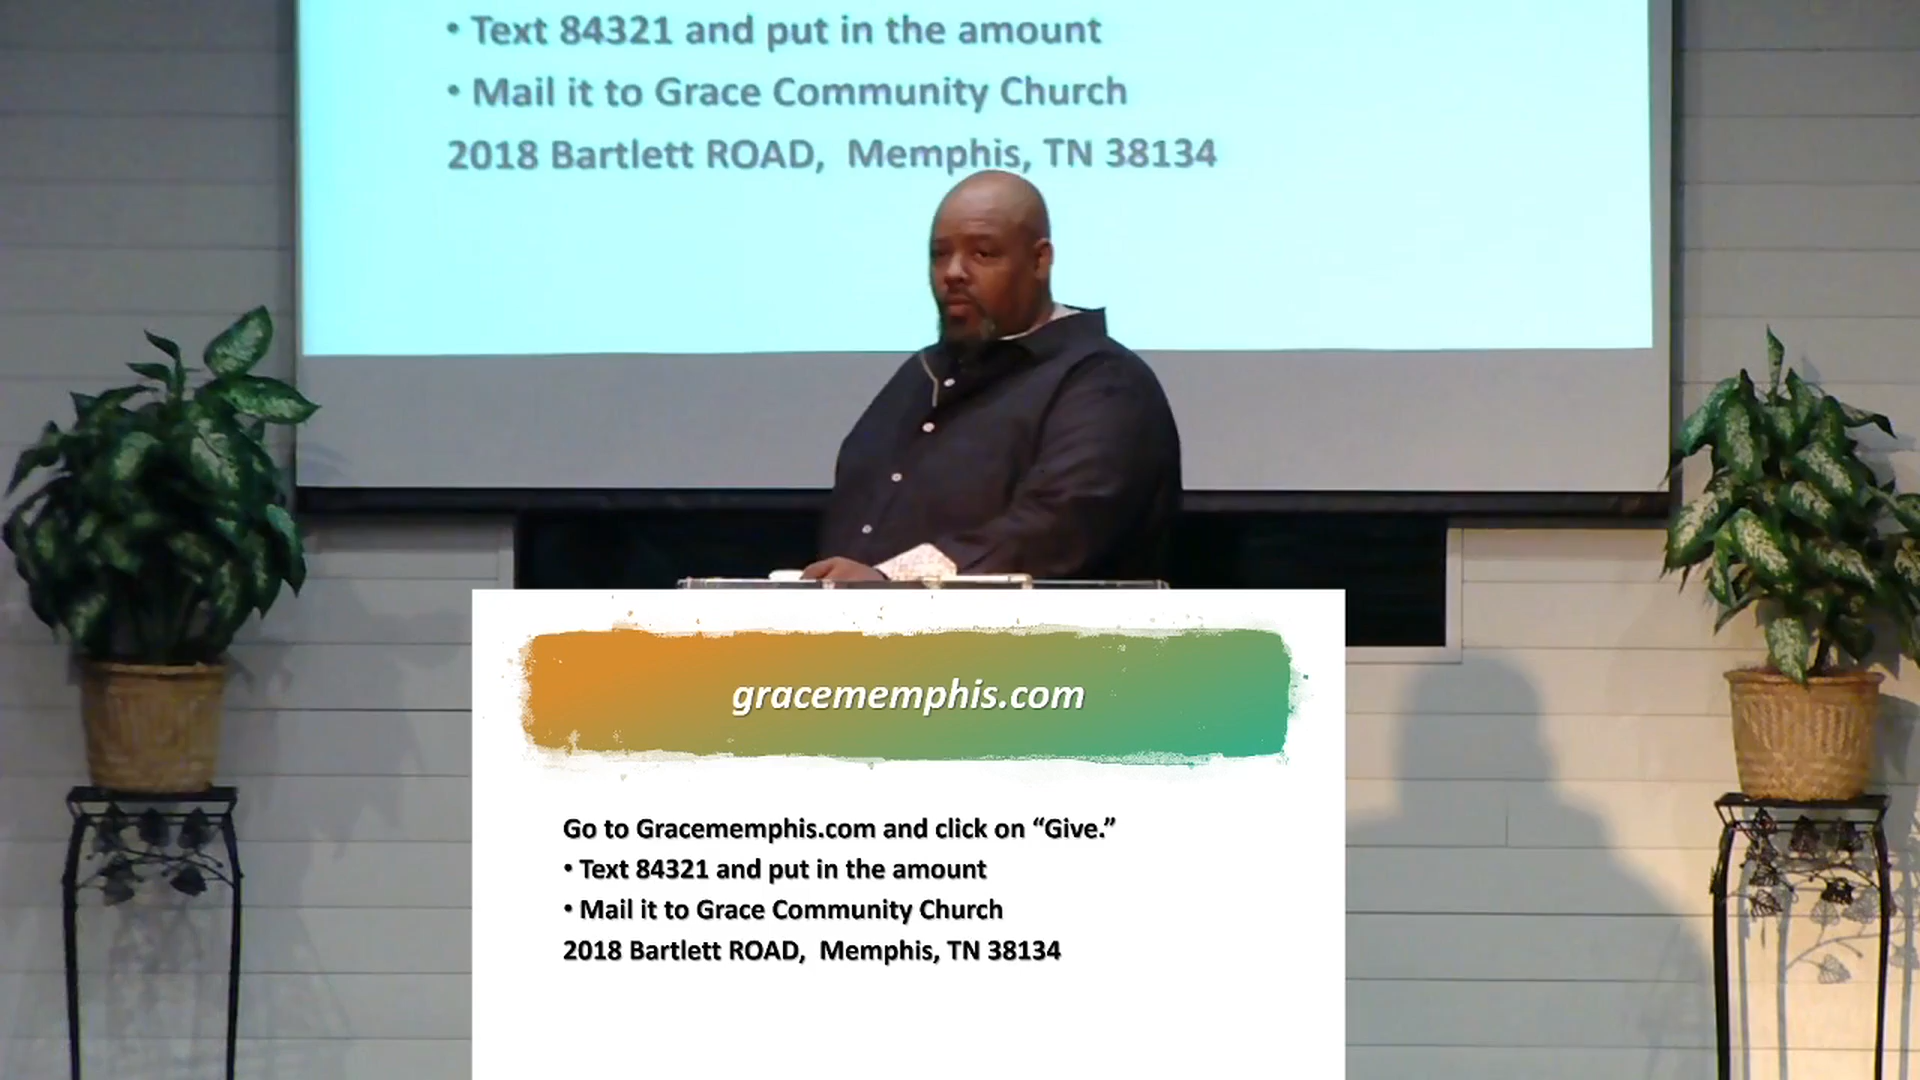 • Text 84321 and put in the amount
• Mail it to Grace Community Church
2018 Bartlett ROAD, Memphis, TN 38134
gracememphis.com
Go to Gracememphis.com and click on “Give.”
• Text 84321 and put in the amount
• Mail it to Grace Community Church
2018 Bartlett ROAD, Memphis, TN 38134